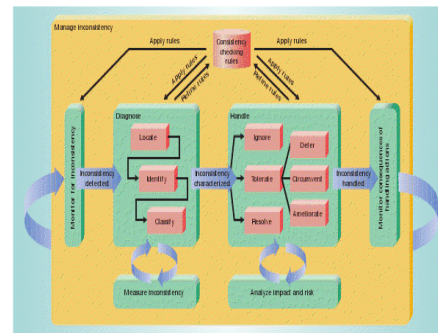 Manage inconsistency
Apply rules
Apply rules
Consistency
checking
rules
Apply rules
Refine rules
Apply rules
Refine rules
Diagnose
Handle
Monitor for inconsistency
Locate
Identify
Classify
Inconsistency
detected
Inconsistency
characterized
Ignore
Tolerate
Resolve
Defer
Circumvent
Ameliorate
Inconsistency
handled
Monitor consequences of
handling actions
Measure inconsistency
Analyze impact and risk